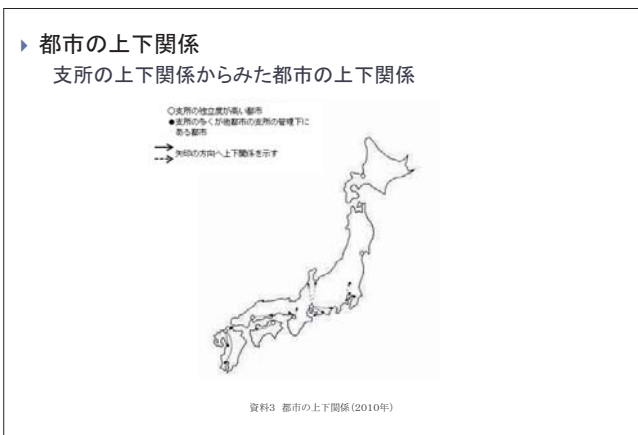 都市の上下関係
支所の上下関係からみた都市の上下関係
○支所の独立度が高い都市
●支所の多くが他都市の支所の管理下に
ある都市
矢印の方向へ上下関係を示す
資料3 都市の上下関係(2010年)